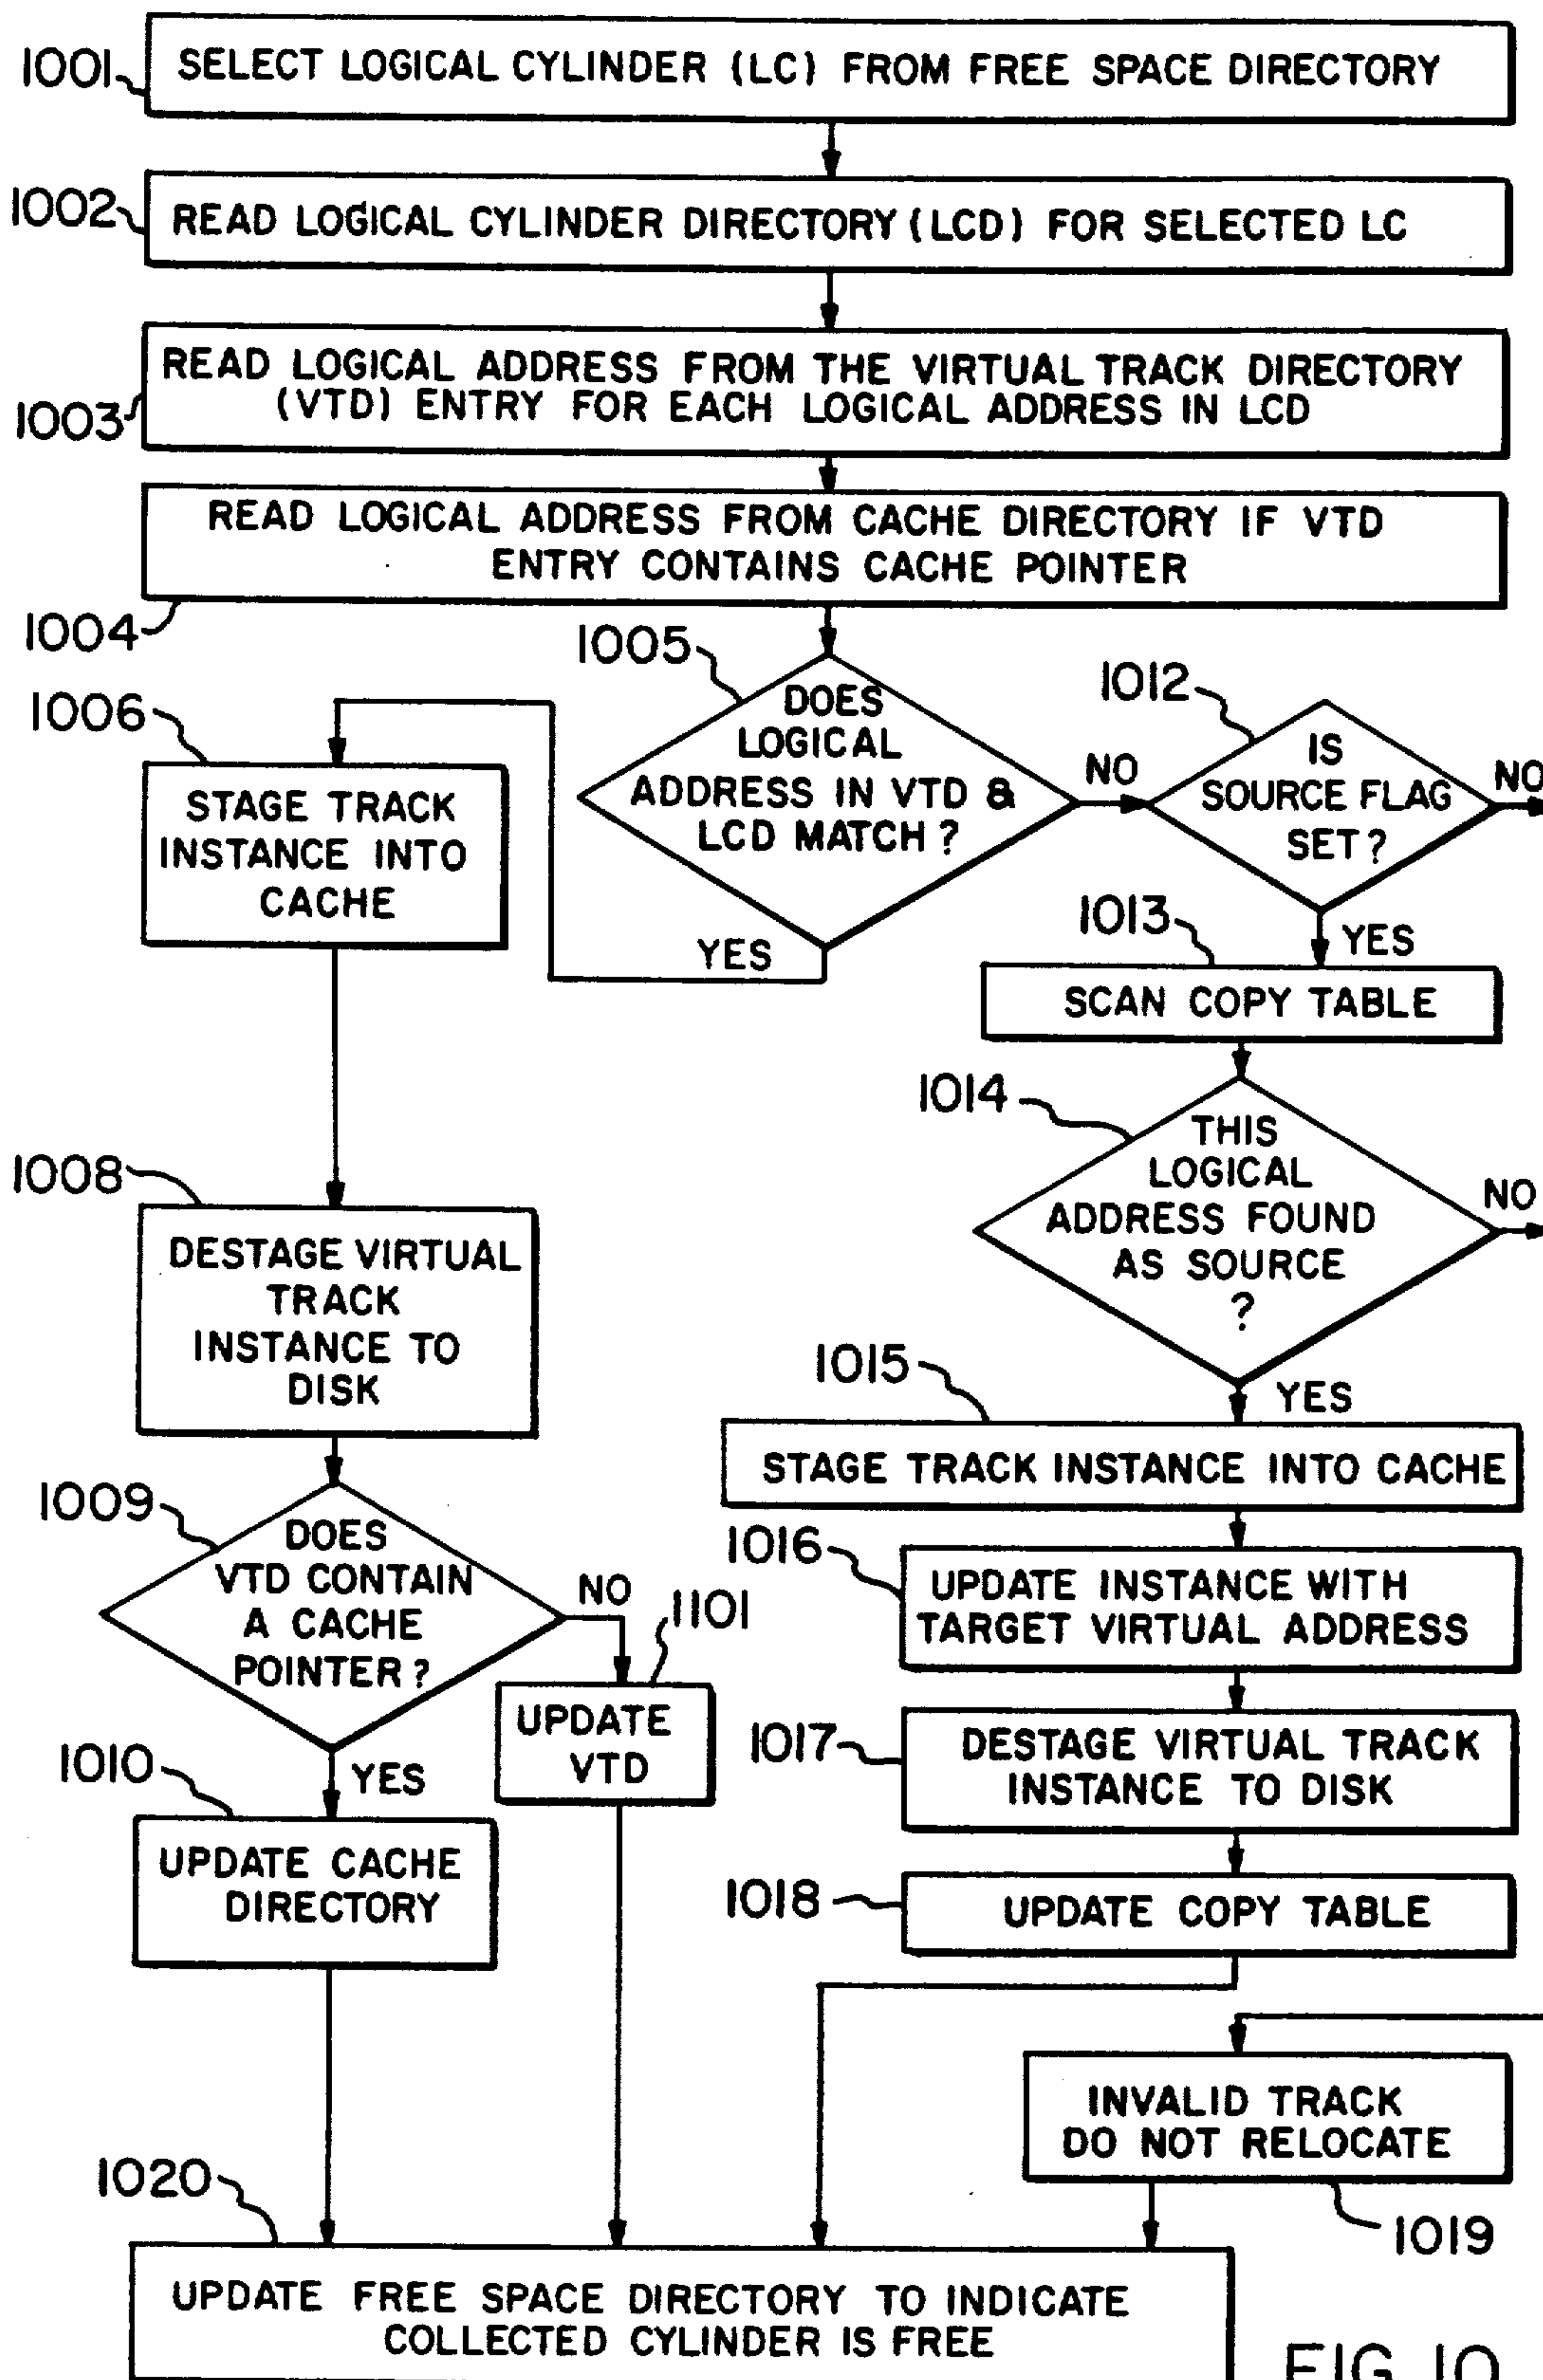 1001
SELECT LOGICAL CYLINDER (LC) FROM FREE SPACE DIRECTORY
1002
READ LOGICAL CYLINDER DIRECTORY (LCD) FOR SELECTED LC
READ LOGICAL ADDRESS FROM THE VIRTUAL TRACK DIRECTORY
(VTD) ENTRY FOR EACH LOGICAL ADDRESS IN LCD
1003
READ LOGICAL ADDRESS FROM CACHE DIRECTORY IF VTD
ENTRY CONTAINS CACHE POINTER
1004
1005
DOES
LOGICAL
ADDRESS IN VTD &
LCD MATCH ?
NO
YES
1012
IS
SOURCE FLAG
SET ?
NO
YES
1006
STAGE TRACK
INSTANCE INTO
CACHE
1013
SCAN COPY TABLE
1014
THIS
LOGICAL
ADDRESS FOUND
AS SOURCE
?
NO
YES
1008
DESTAGE VIRTUAL
TRACK
INSTANCE TO
DISK
1015
STAGE TRACK INSTANCE INTO CACHE
1009
DOES
VTD CONTAIN
A CACHE
POINTER ?
NO
YES
1101
UPDATE
VTD
1016
UPDATE INSTANCE WITH
TARGET VIRTUAL ADDRESS
1017
DESTAGE VIRTUAL TRACK
INSTANCE TO DISK
1010
UPDATE CACHE
DIRECTORY
1018
UPDATE COPY TABLE
INVALID TRACK
DO NOT RELOCATE
1019
1020
UPDATE FREE SPACE DIRECTORY TO INDICATE
COLLECTED CYLINDER IS FREE
FIG. 10